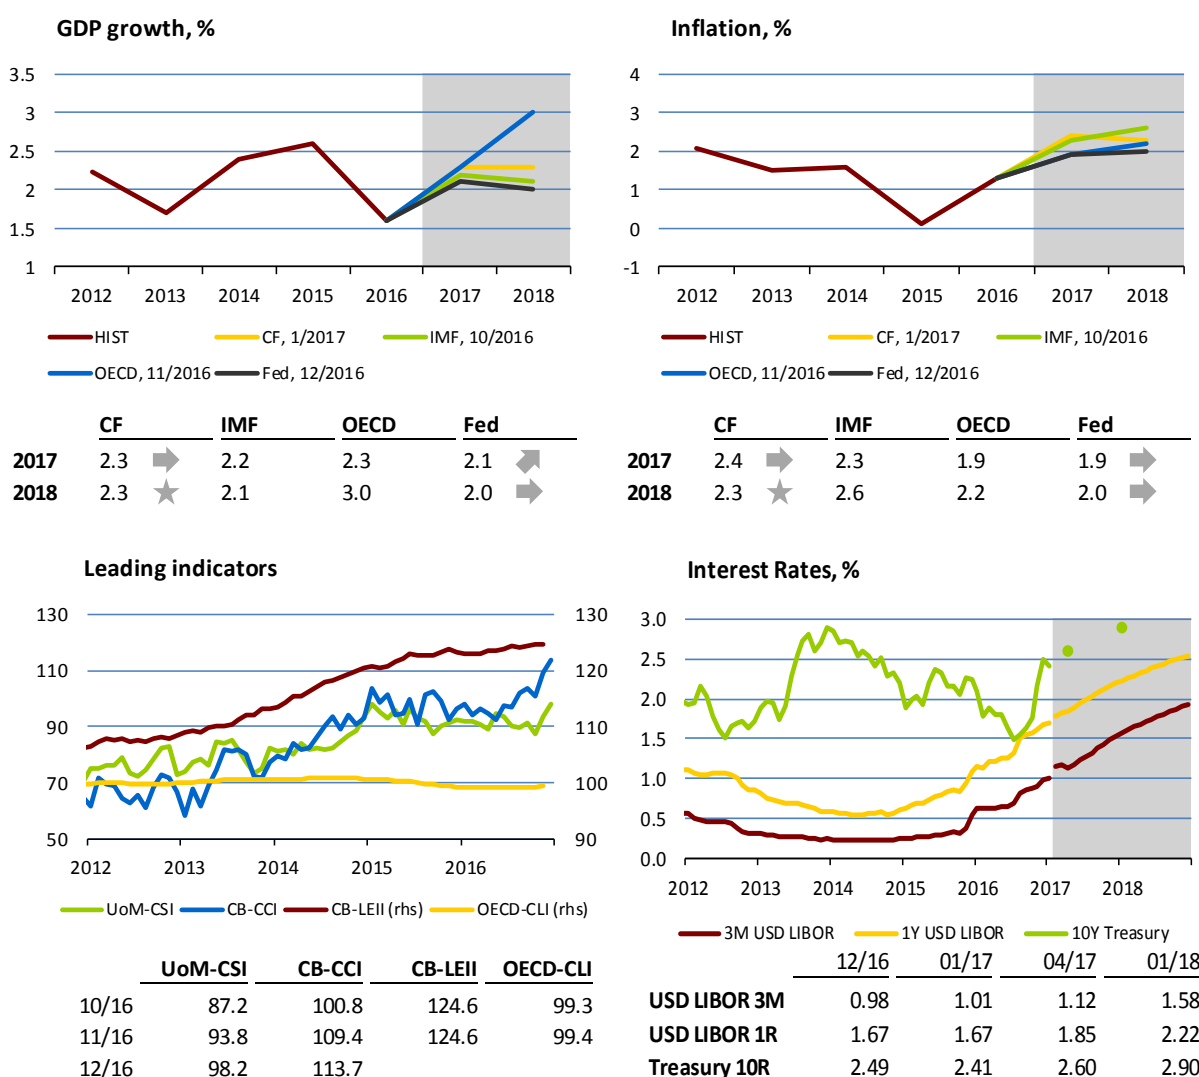 GDP growth, %
3.5
3
2.5
2
1.5
1
2012 2013 2014 2015 2016 2017 2018
HIST CF, 1/2017 IMF, 10/2016
OECD, 11/2016 Fed, 12/2016
CF IMF OECD Fed
2017 2.3 2.2 2.3 2.1
2018 2.3 2.1 3.0 2.0
Inflation, %
4
3
2
1
0
-1
2012 2013 2014 2015 2016 2017 2018
HIST CF, 1/2017 IMF, 10/2016
OECD, 11/2016 Fed, 12/2016
CF IMF OECD Fed
2017 2.4 2.3 1.9 1.9
2018 2.3 2.6 2.2 2.0
Leading indicators
130 130
110 120
90 110
70 100
50 90
2012 2013 2014 2015 2016
UoM-CSI CB-CCI CB-LEII (rhs) OECD-CLI (rhs)
UoM-CSI CB-CCI CB-LEII OECD-CLI
10/16 87.2 100.8 124.6 99.3
11/16 93.8 109.4 124.6 99.4
12/16 98.2 113.7
Interest Rates, %
3.0
2.5
2.0
1.5
1.0
0.5
0.0
2012 2013 2014 2015 2016 2017 2018
3M USD LIBOR 1Y USD LIBOR 10Y Treasury
12/16 01/17 04/17 01/18
USD LIBOR 3M 0.98 1.01 1.12 1.58
USD LIBOR 1R 1.67 1.67 1.85 2.22
Treasury 10R 2.49 2.41 2.60 2.90